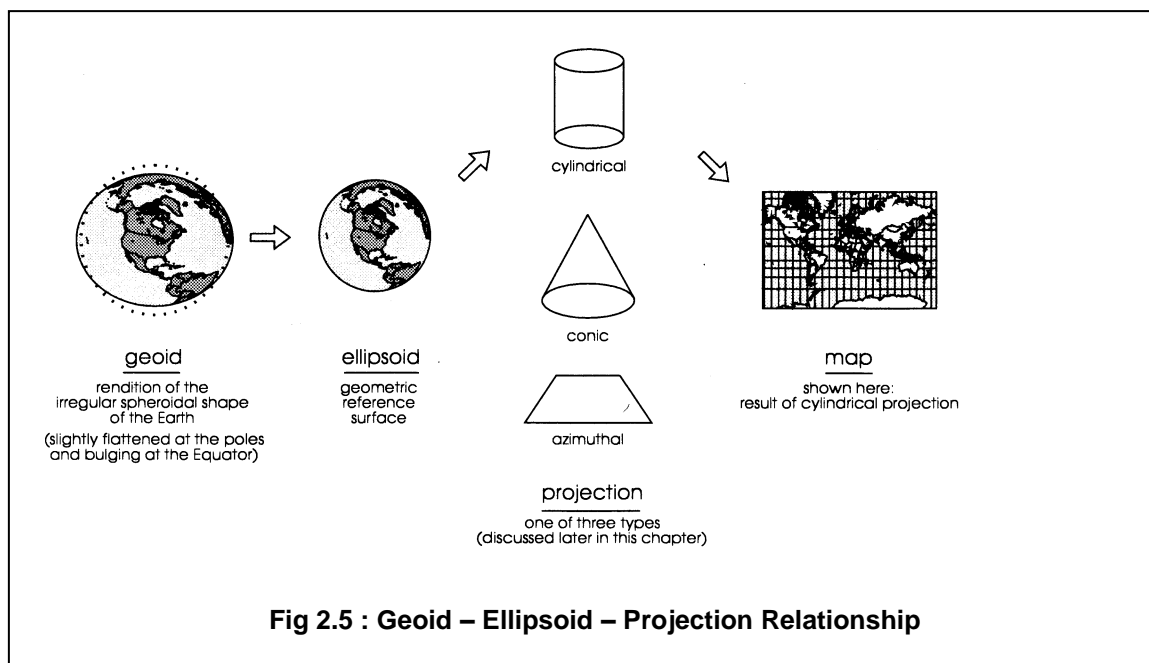 geoid
rendition of the
irregular spheroidal shape
of the Earth
(slightly flattened at the poles
and bulging at the Equator)
ellipsoid
geometric
reference
surface
cylindrical
conic
azimuthal
projection
one of three types
(discussed later in this chapter)
map
shown here:
result of cylindrical projection
Fig 2.5 : Geoid – Ellipsoid – Projection Relationship